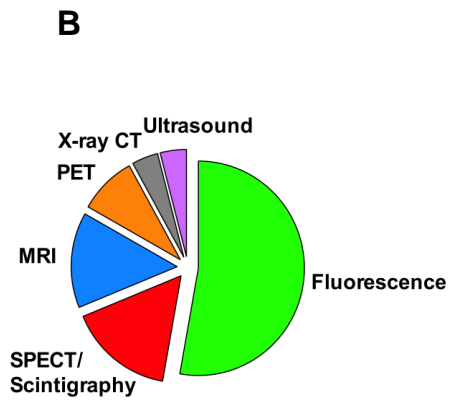 B
Ultrasound
X-ray CT
PET
MRI
Fluorescence
SPECT/
Scintigraphy